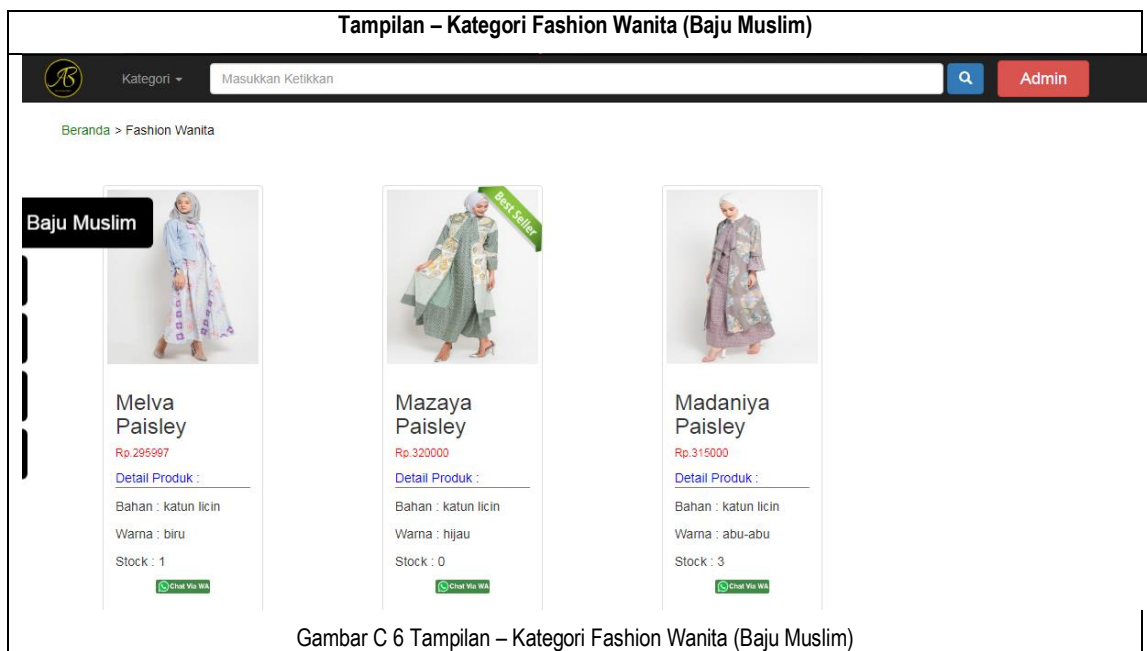 Tampilan – Kategori Fashion Wanita (Baju Muslim)
AB
Kategori
Masukkan Ketikkan
Admin
Beranda > Fashion Wanita
Baju Muslim
Best Seller
Melva
Paisley
Rp.295997
Detail Produk :
Bahan : katun licin
Warna : biru
Stock : 1
Chat Via WA
Mazaya
Paisley
Rp.320000
Detail Produk :
Bahan : katun licin
Warna : hijau
Stock : 0
Chat Via WA
Madaniya
Paisley
Rp.315000
Detail Produk :
Bahan : katun licin
Warna : abu-abu
Stock : 3
Chat Via WA
Gambar C 6 Tampilan – Kategori Fashion Wanita (Baju Muslim)